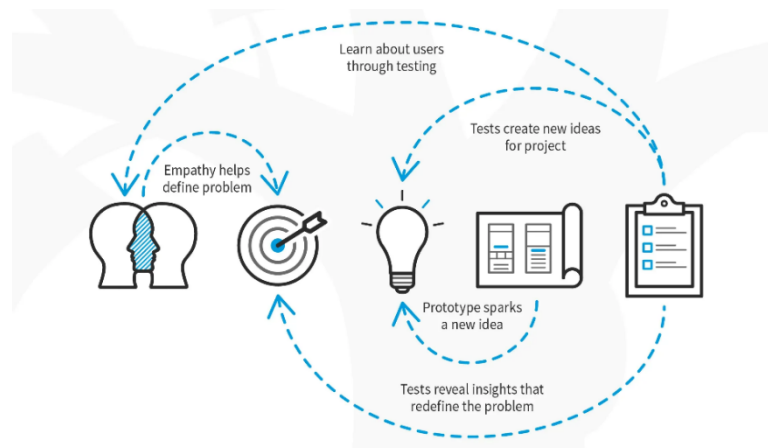 Learn about users
through testing
Tests create new ideas
for project
Empathy helps
define problem
Prototype sparks
a new idea
Tests reveal insights that
redefine the problem